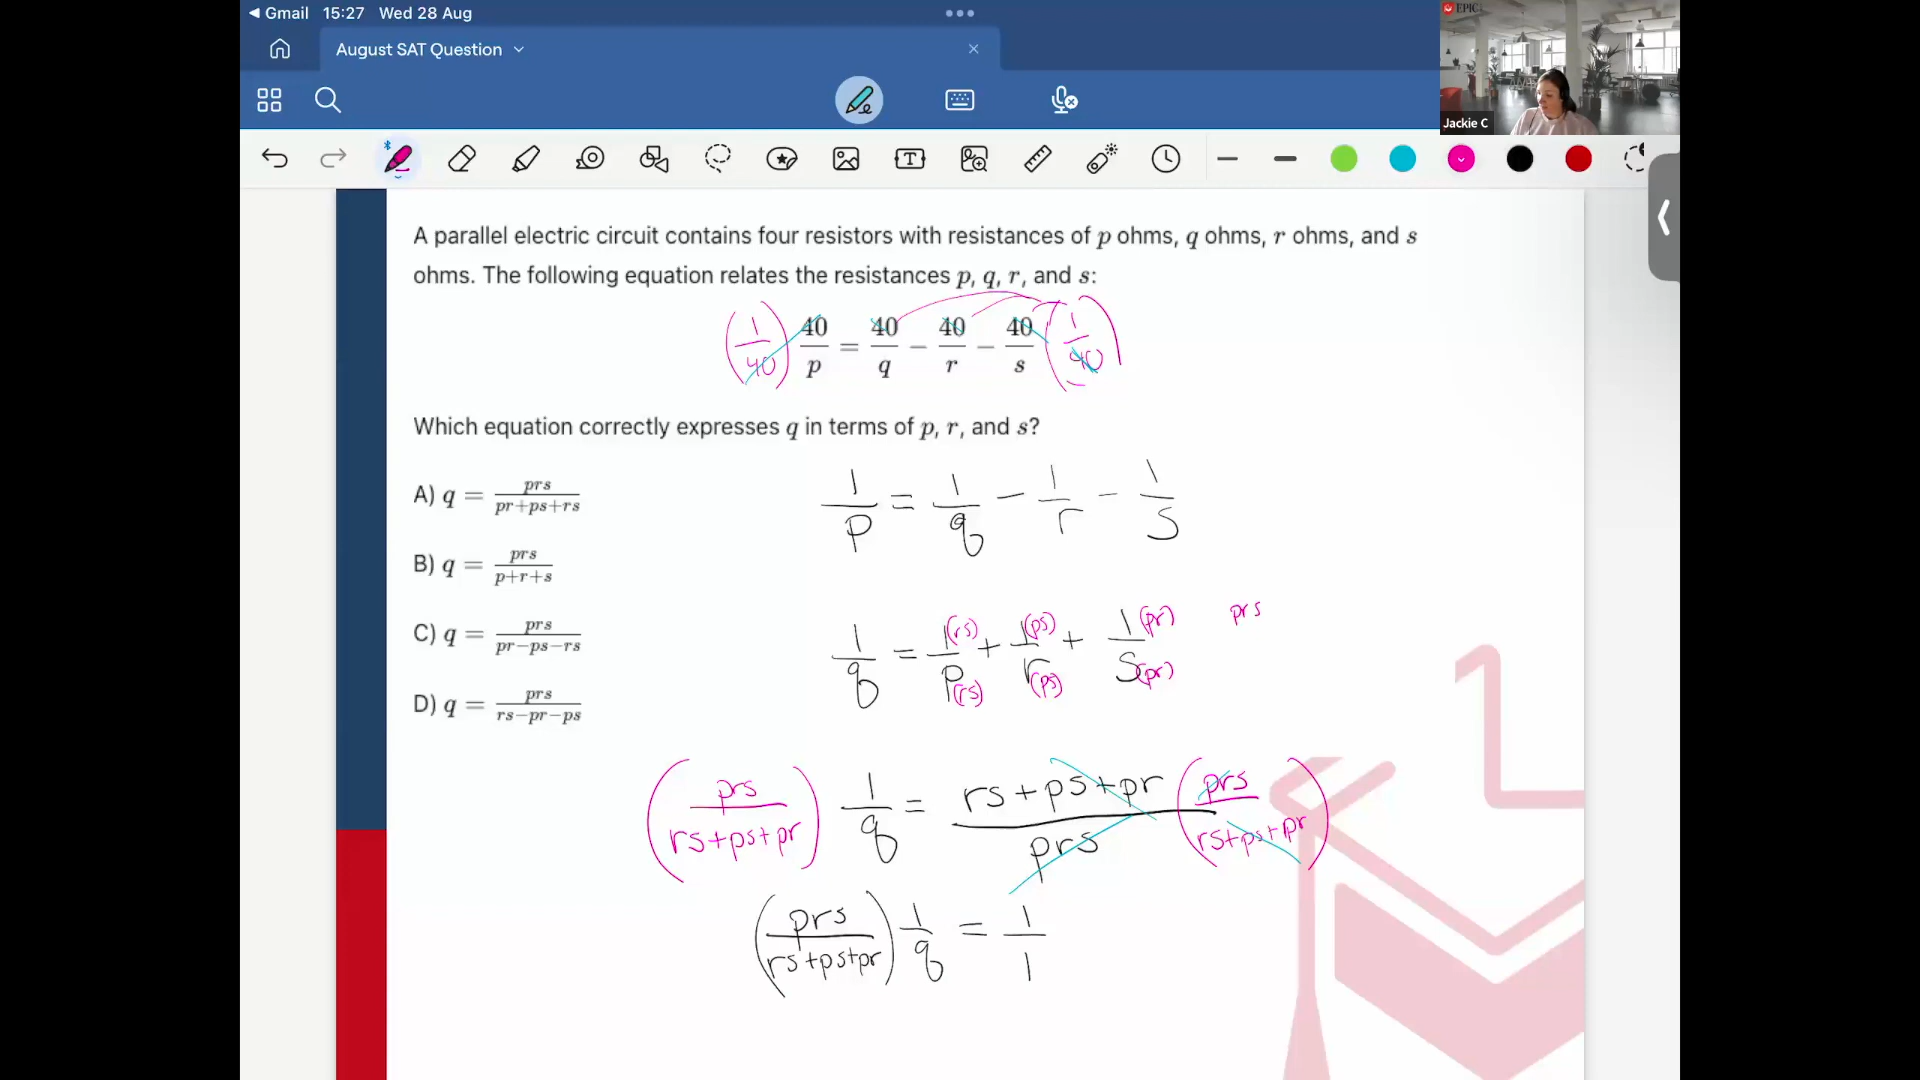 Gmail 15:27 Wed 28 Aug
EPIC
August SAT Question
Jackie C
A parallel electric circuit contains four resistors with resistances of p ohms, q ohms, r ohms, and s
ohms. The following equation relates the resistances p, q, r, and s:
(1/40) 40/p = 40/q − 40/r − 40/s (1/40)
Which equation correctly expresses q in terms of p, r, and s?
A) q = prs/(pr+ps+rs)
B) q = prs/(p+r+s)
C) q = prs/(pr−ps−rs)
D) q = prs/(rs−pr−ps)
1/p = 1/q − 1/r − 1/s
1/q = 1(rs)/p(rs) + 1(ps)/r(ps) + 1(pr)/s(pr) prs
(prs/(rs+ps+pr)) 1/q = (rs+ps+pr)/prs (prs/(rs+ps+pr))
(prs/(rs+ps+pr)) 1/q = 1/1